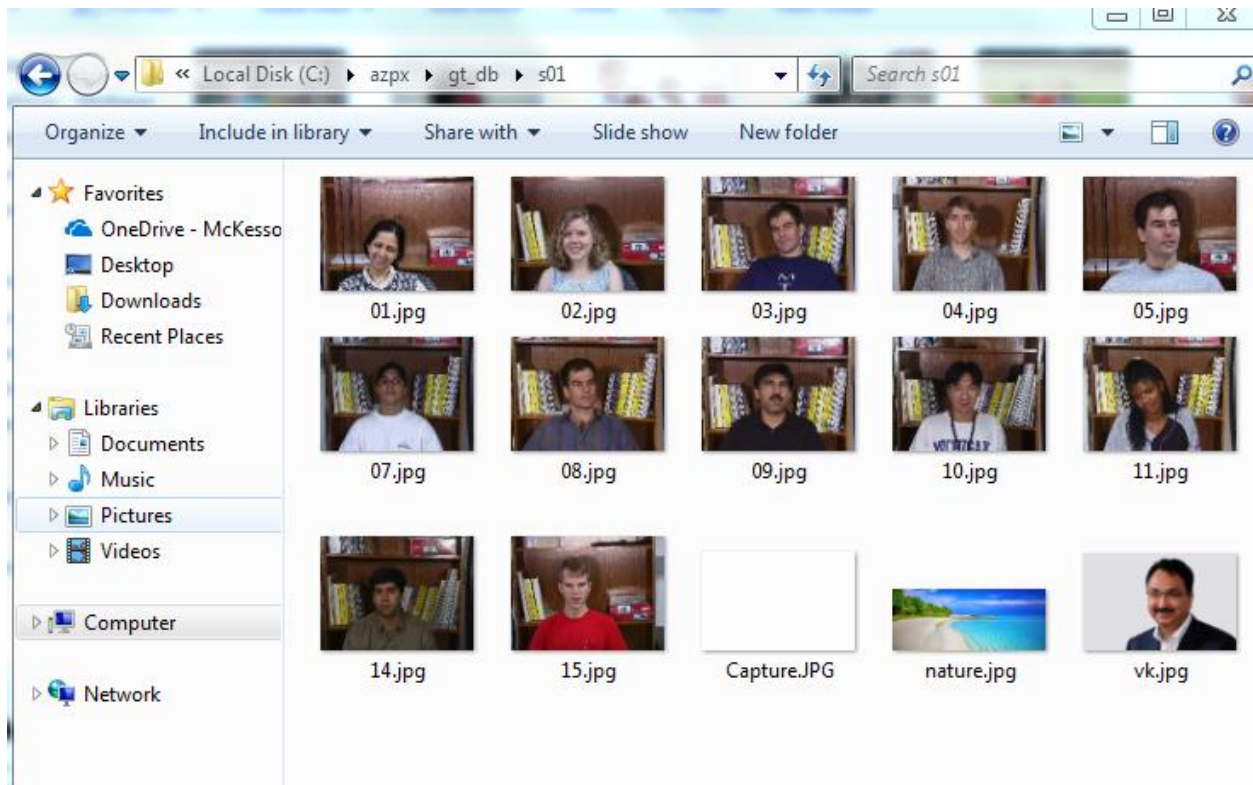 « Local Disk (C:) ▸ azpx ▸ gt_db ▸ s01
Search s01
Organize
Include in library
Share with
Slide show
New folder
Favorites
OneDrive - McKesso
Desktop
Downloads
Recent Places
Libraries
Documents
Music
Pictures
Videos
Computer
Network
01.jpg
02.jpg
03.jpg
04.jpg
05.jpg
07.jpg
08.jpg
09.jpg
10.jpg
11.jpg
14.jpg
15.jpg
Capture.JPG
nature.jpg
vk.jpg